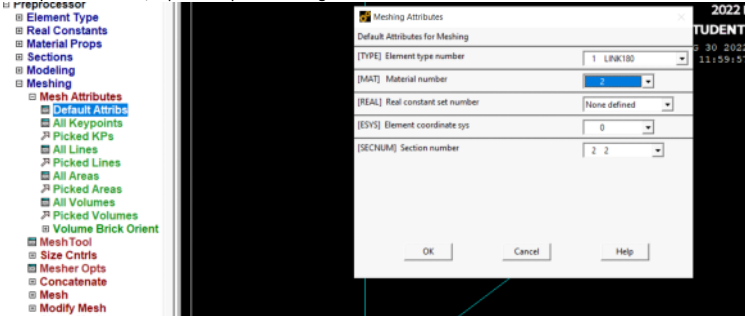 Preprocessor
Element Type
Real Constants
Material Props
Sections
Modeling
Meshing
Mesh Attributes
Default Attribs
All Keypoints
Picked KPs
All Lines
Picked Lines
All Areas
Picked Areas
All Volumes
Picked Volumes
Volume Brick Orient
MeshTool
Size Cntrls
Mesher Opts
Concatenate
Mesh
Modify Mesh
Meshing Attributes
Default Attributes for Meshing
[TYPE] Element type number 1 LINK180
[MAT] Material number 2
[REAL] Real constant set number None defined
[ESYS] Element coordinate sys 0
[SECNUM] Section number 2 2
OK Cancel Help
2022
TUDENT
30 2022
11:59:57